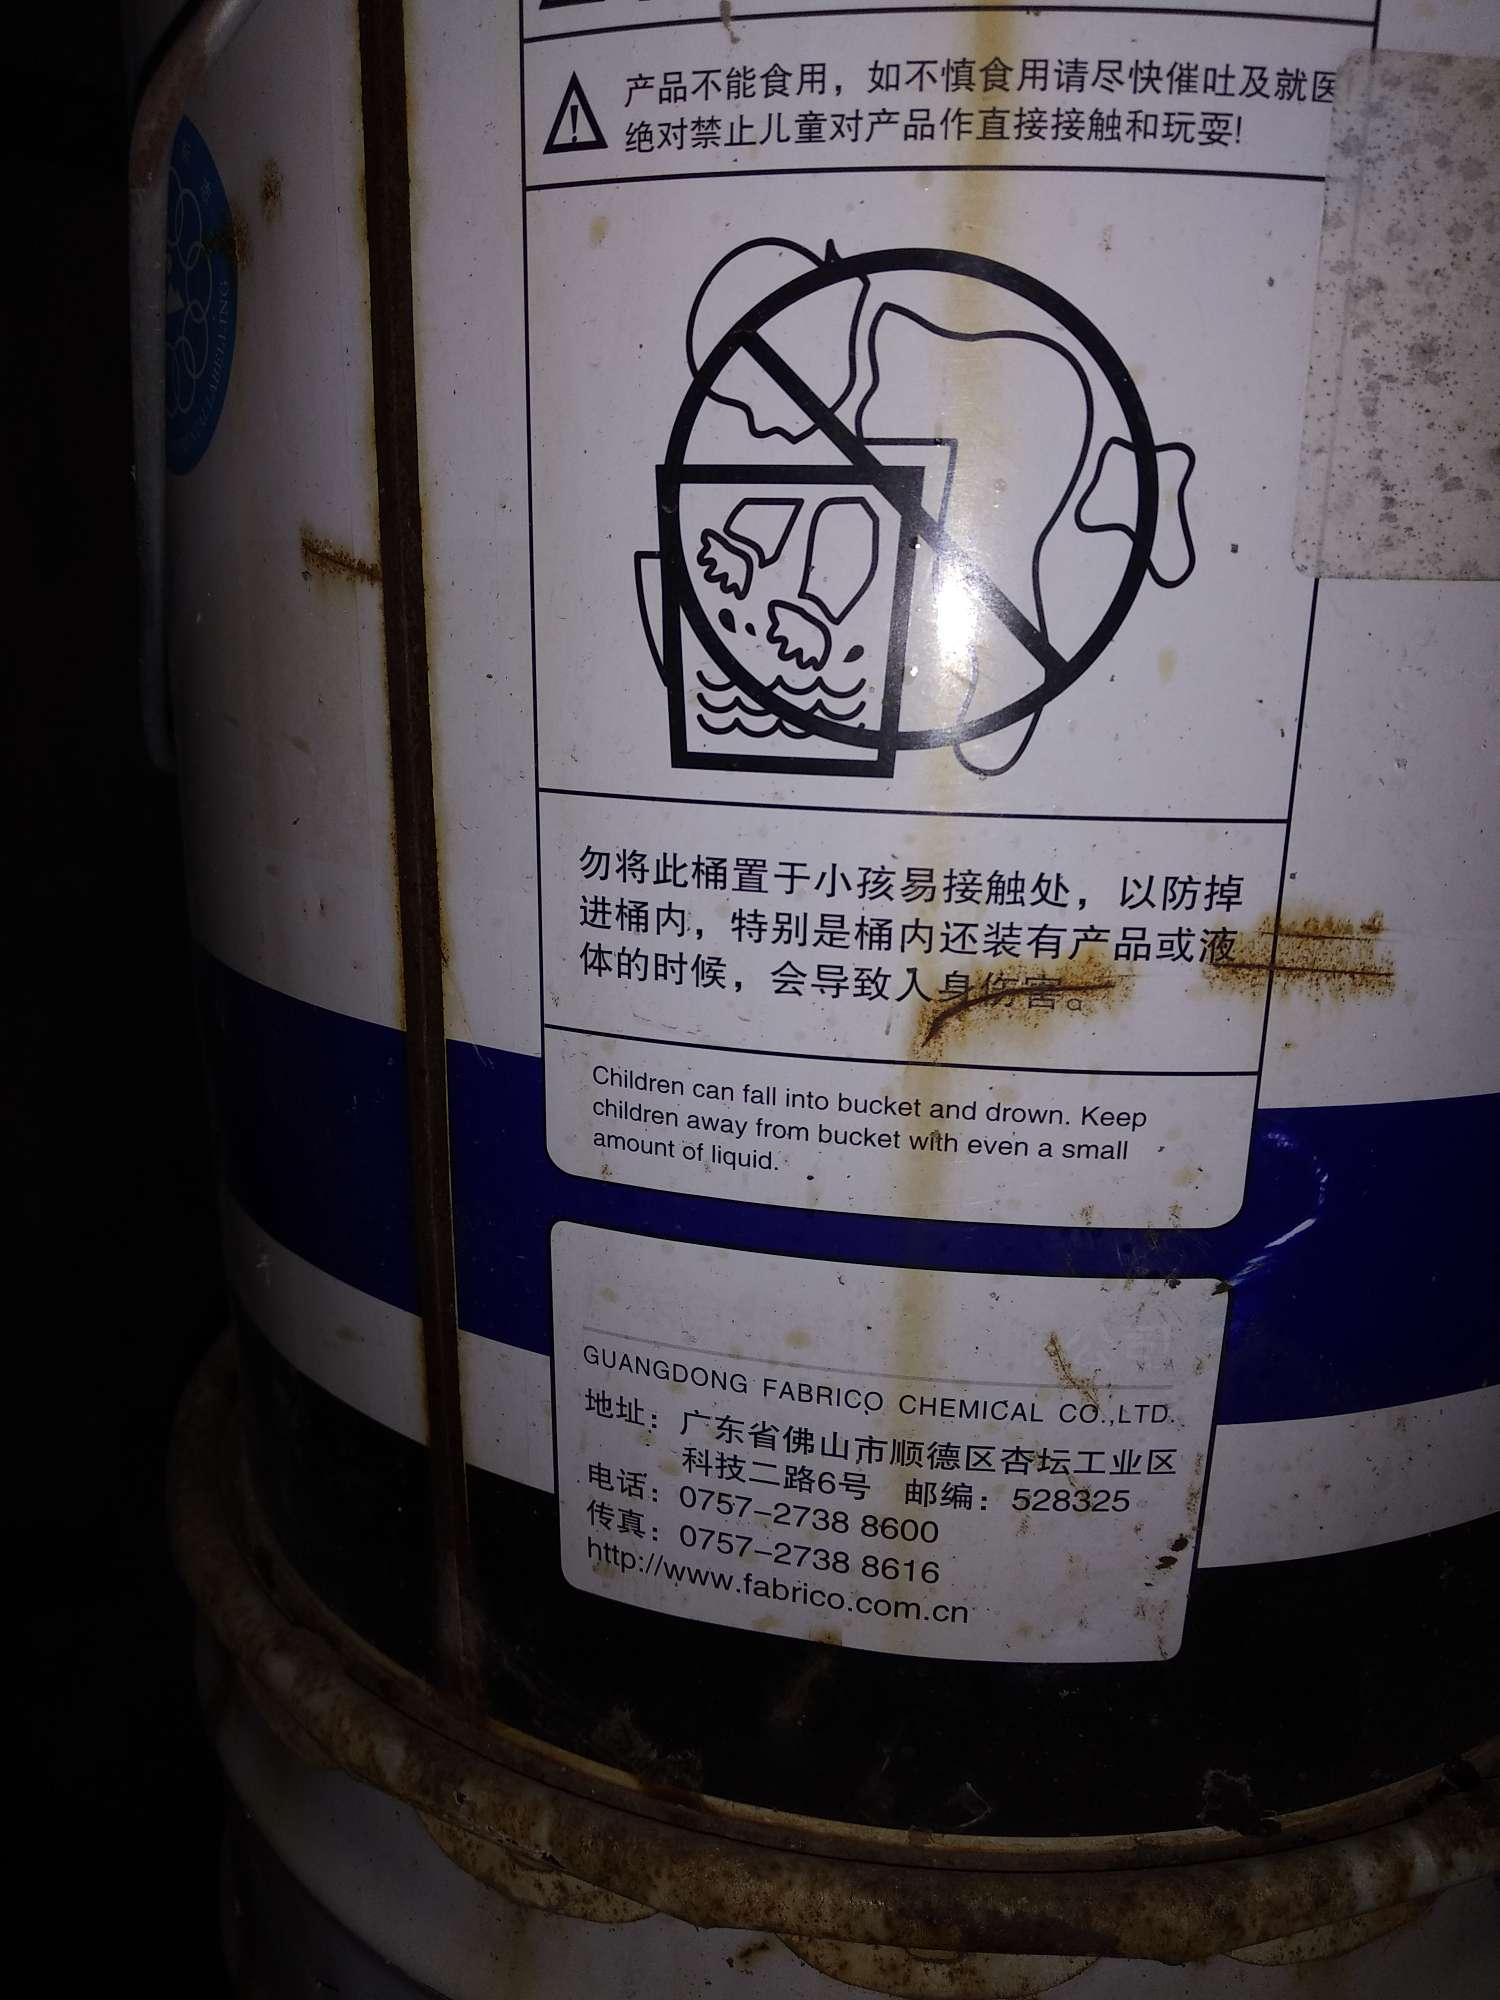 产品不能食用，如不慎食用请尽快催吐及就医
绝对禁止儿童对产品作直接接触和玩耍!
LABELLING
勿将此桶置于小孩易接触处，以防掉
进桶内，特别是桶内还装有产品或液
体的时候，会导致人身伤害。
Children can fall into bucket and drown. Keep
children away from bucket with even a small
amount of liquid.
GUANGDONG FABRICO CHEMICAL CO.,LTD.
地址：广东省佛山市顺德区杏坛工业区
科技二路6号 邮编：528325
电话：0757-2738 8600
传真：0757-2738 8616
http://www.fabrico.com.cn